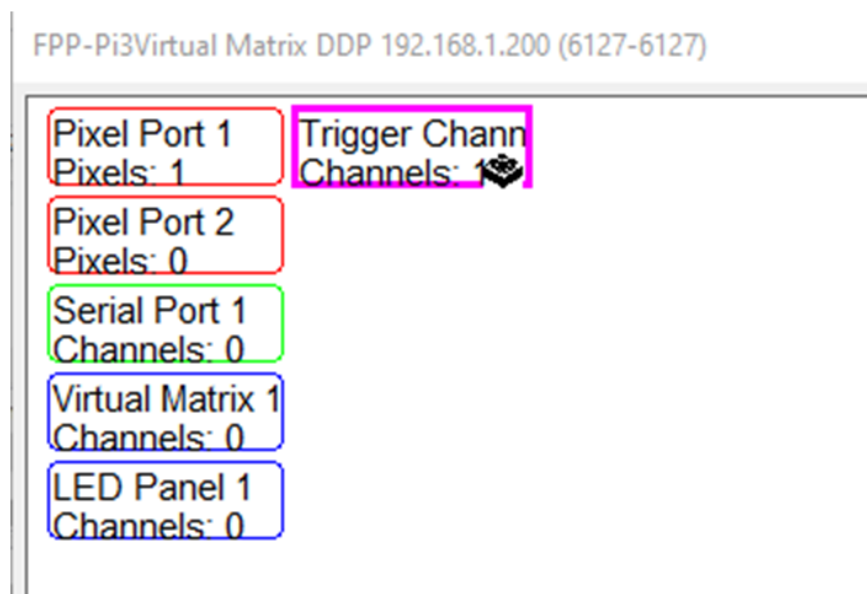 FPP-Pi3Virtual Matrix DDP 192.168.1.200 (6127-6127)
Pixel Port 1
Pixels: 1
Trigger Chann
Channels: 1
Pixel Port 2
Pixels: 0
Serial Port 1
Channels: 0
Virtual Matrix 1
Channels: 0
LED Panel 1
Channels: 0